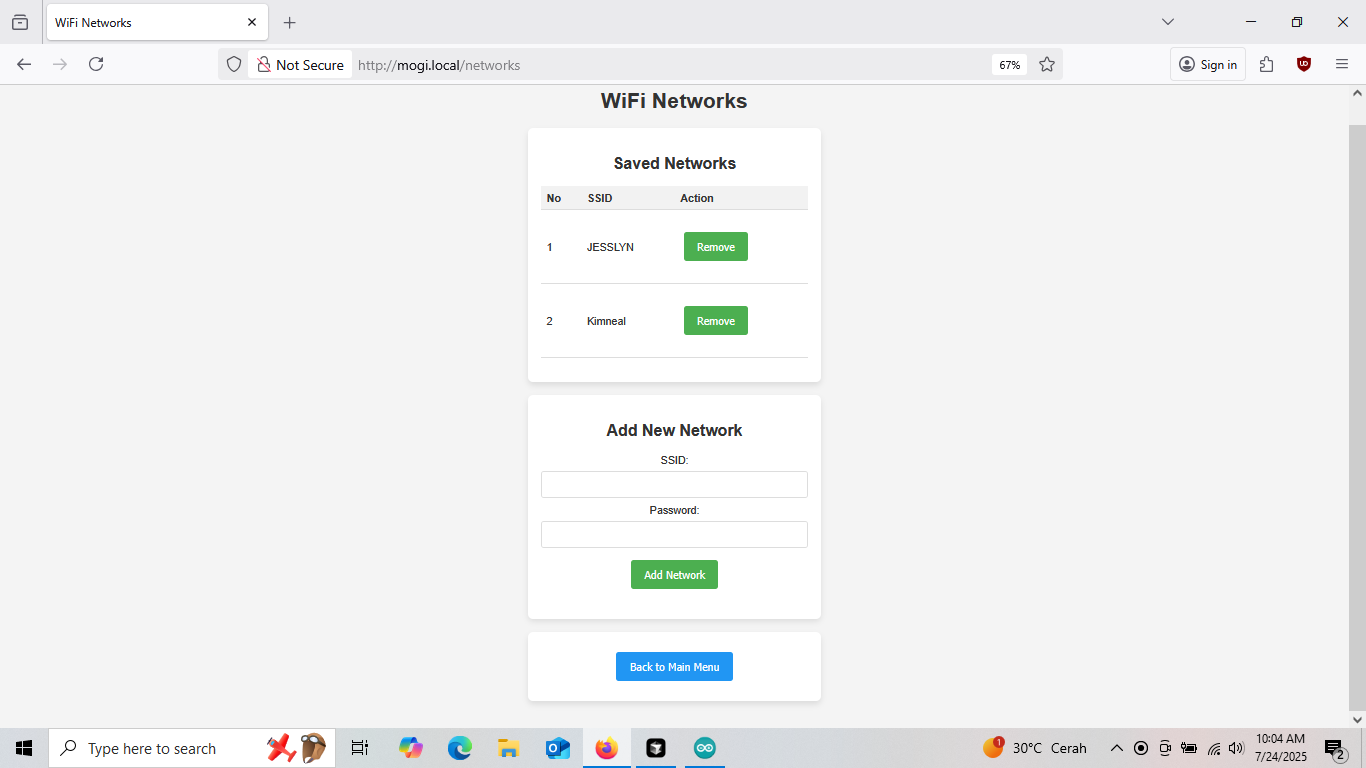 WiFi Networks
Not Secure
http://mogi.local/networks
67%
Sign in
WiFi Networks
Saved Networks
No SSID Action
1 JESSLYN Remove
2 Kimneal Remove
Add New Network
SSID:
Password:
Add Network
Back to Main Menu
Type here to search
1
30°C Cerah
10:04 AM
7/24/2025
2